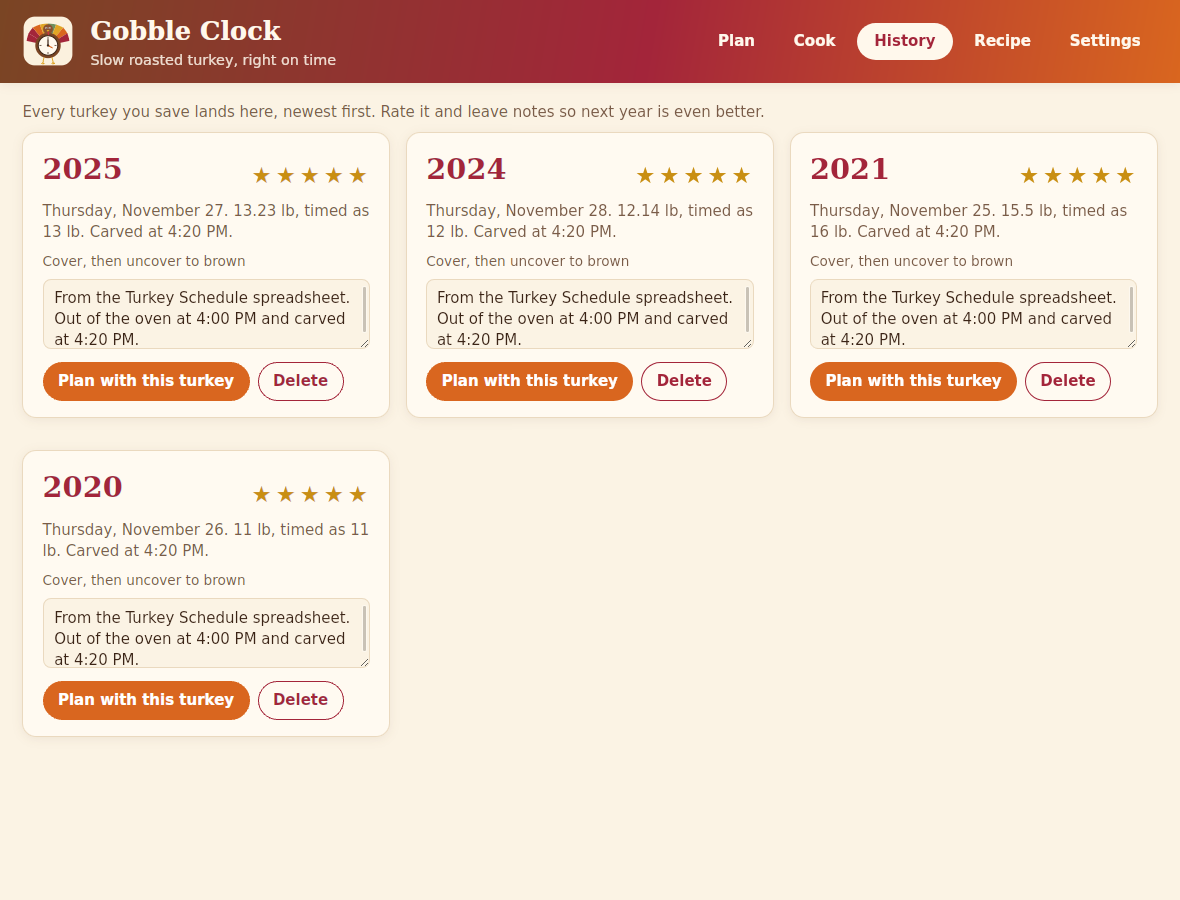 Gobble Clock
Slow roasted turkey, right on time
Plan
Cook
History
Recipe
Settings
Every turkey you save lands here, newest first. Rate it and leave notes so next year is even better.
2025
★ ★ ★ ★ ★
Thursday, November 27. 13.23 lb, timed as
13 lb. Carved at 4:20 PM.
Cover, then uncover to brown
From the Turkey Schedule spreadsheet.
Out of the oven at 4:00 PM and carved
at 4:20 PM.
Plan with this turkey
Delete
2024
★ ★ ★ ★ ★
Thursday, November 28. 12.14 lb, timed as
12 lb. Carved at 4:20 PM.
Cover, then uncover to brown
From the Turkey Schedule spreadsheet.
Out of the oven at 4:00 PM and carved
at 4:20 PM.
Plan with this turkey
Delete
2021
★ ★ ★ ★ ★
Thursday, November 25. 15.5 lb, timed as
16 lb. Carved at 4:20 PM.
Cover, then uncover to brown
From the Turkey Schedule spreadsheet.
Out of the oven at 4:00 PM and carved
at 4:20 PM.
Plan with this turkey
Delete
2020
★ ★ ★ ★ ★
Thursday, November 26. 11 lb, timed as 11
lb. Carved at 4:20 PM.
Cover, then uncover to brown
From the Turkey Schedule spreadsheet.
Out of the oven at 4:00 PM and carved
at 4:20 PM.
Plan with this turkey
Delete